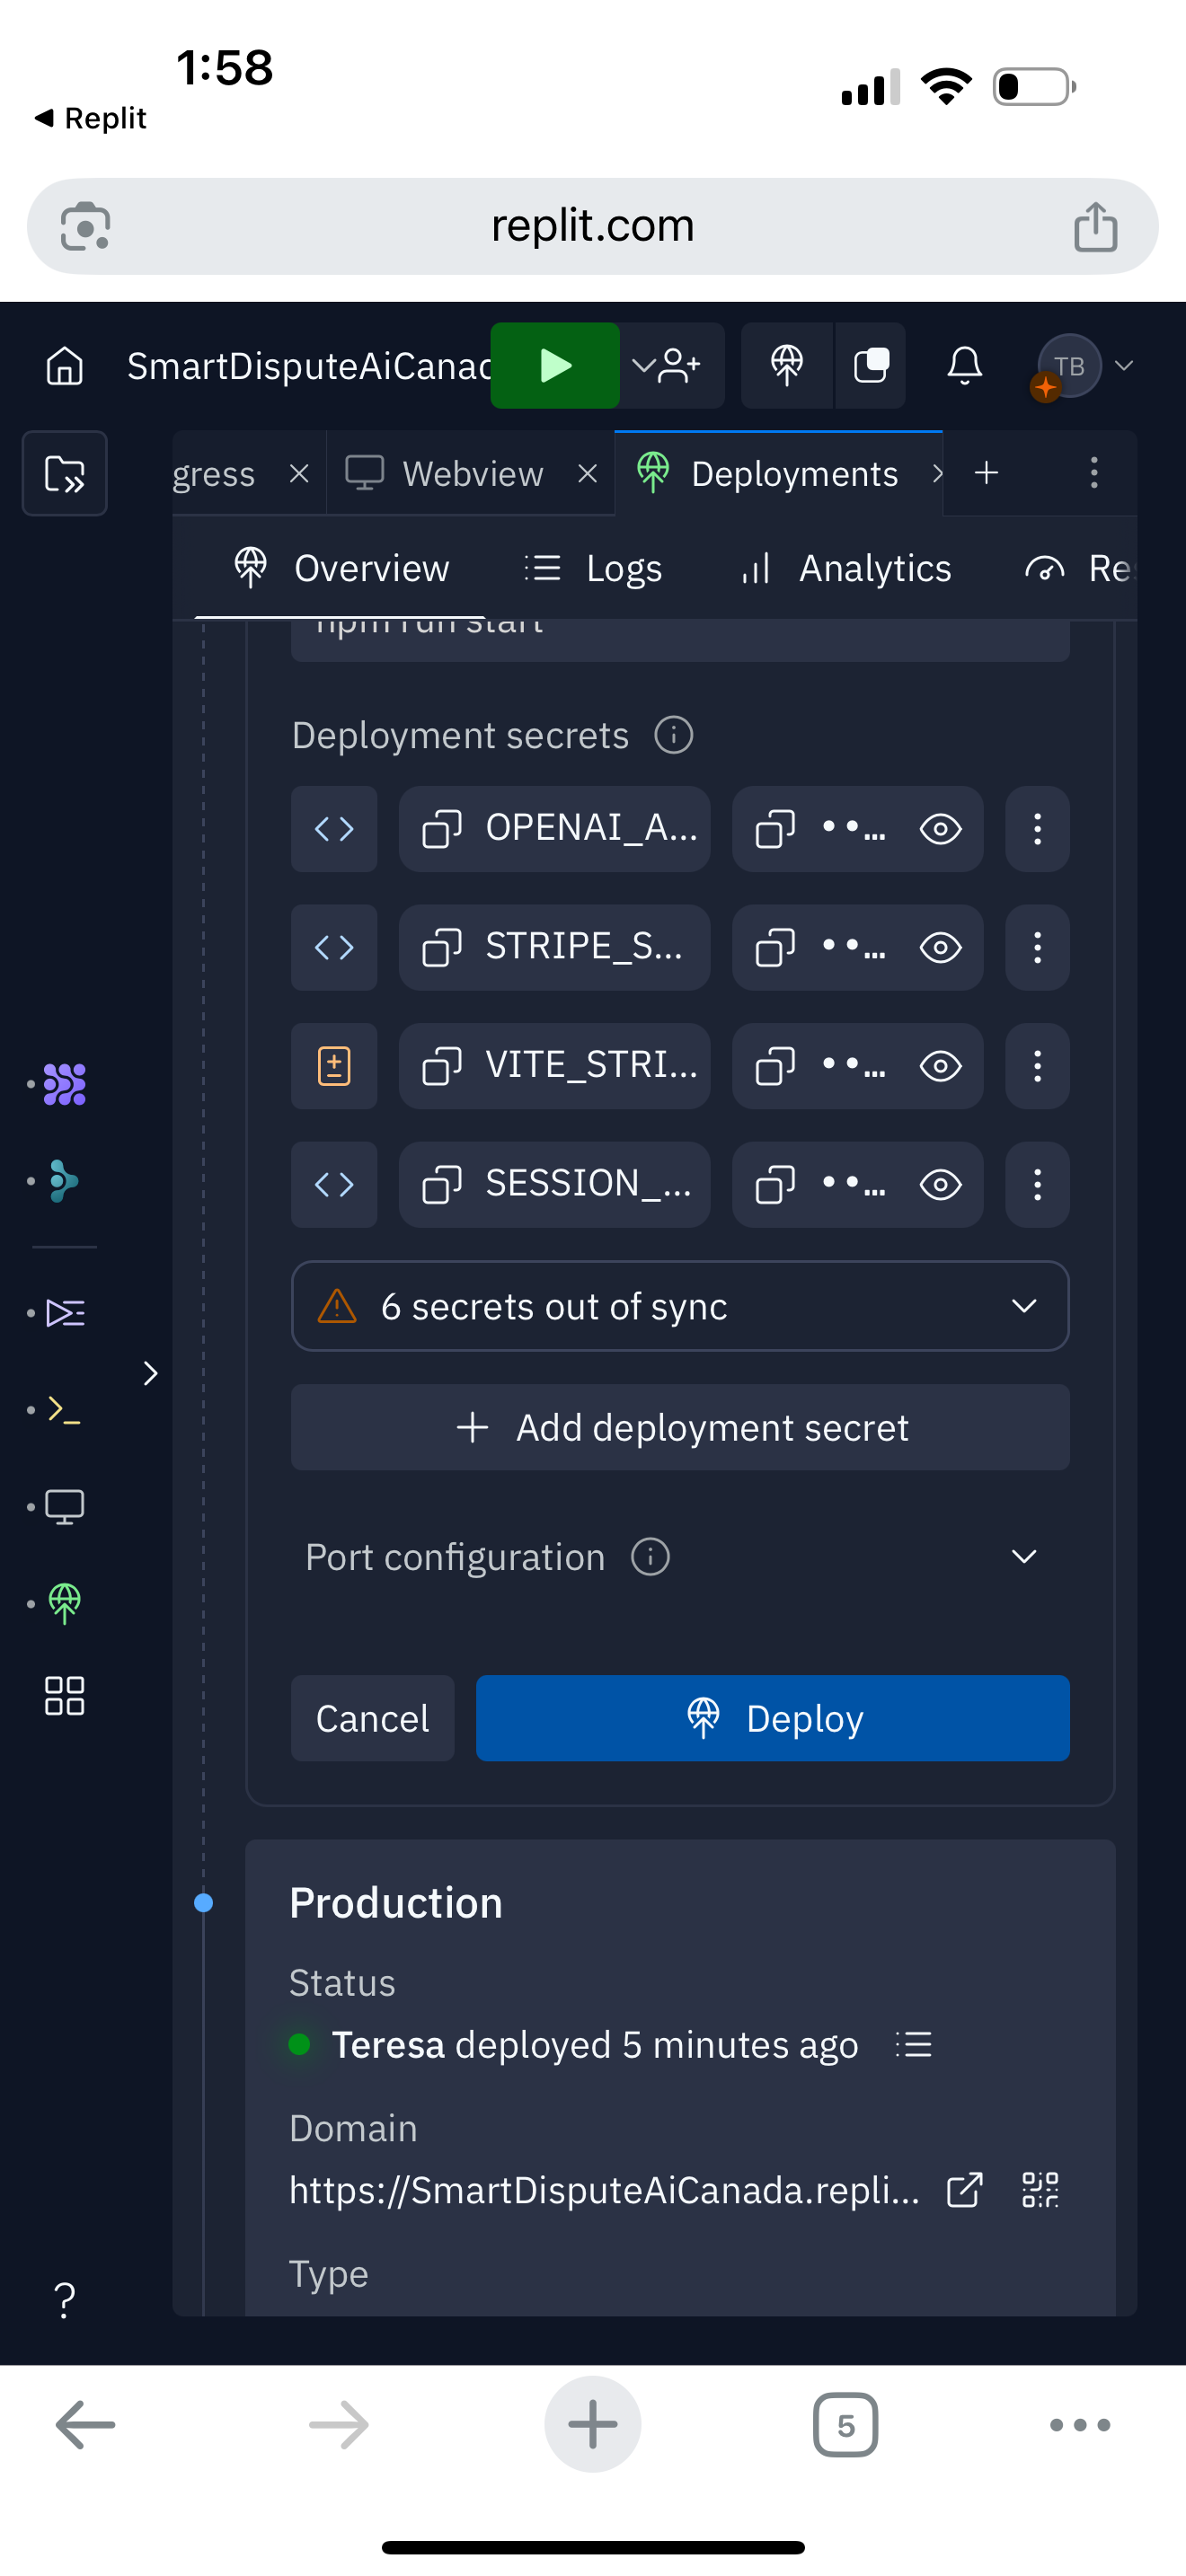 1:58
◀ Replit
replit.com
SmartDisputeAiCanad
TB
gress
Webview
Deployments
Overview
Logs
Analytics
Re
npm run start
Deployment secrets
OPENAI_A...
STRIPE_S...
VITE_STRI...
SESSION_...
6 secrets out of sync
Add deployment secret
Port configuration
Cancel
Deploy
Production
Status
Teresa deployed 5 minutes ago
Domain
https://SmartDisputeAiCanada.repli...
Type
?
5